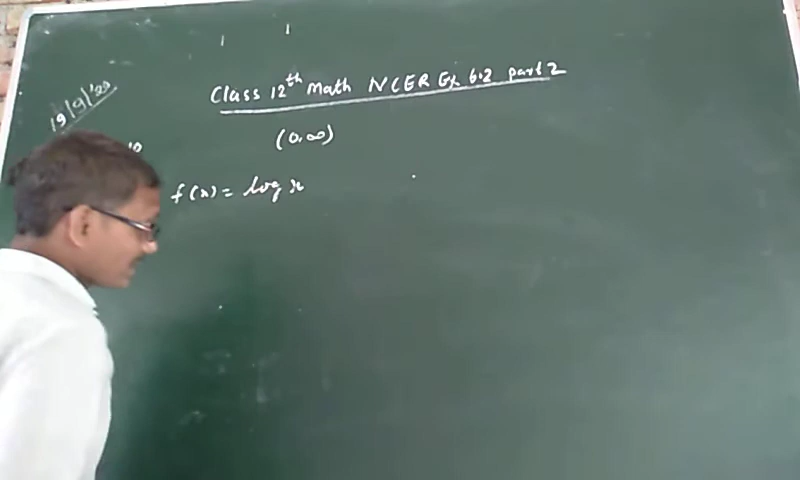 Class 12th Math NCER Ex 6.2 part 2
19/9/'20
(0,∞)
f(x) = log x